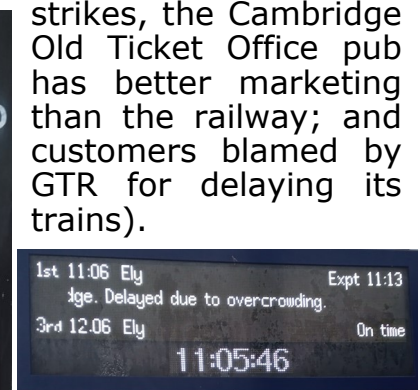 strikes, the Cambridge
Old Ticket Office pub
has better marketing
than the railway; and
customers blamed by
GTR for delaying its
trains).
1st 11:06 Ely Expt 11:13
dge. Delayed due to overcrowding.
3rd 12.06 Ely On time
11:05:46